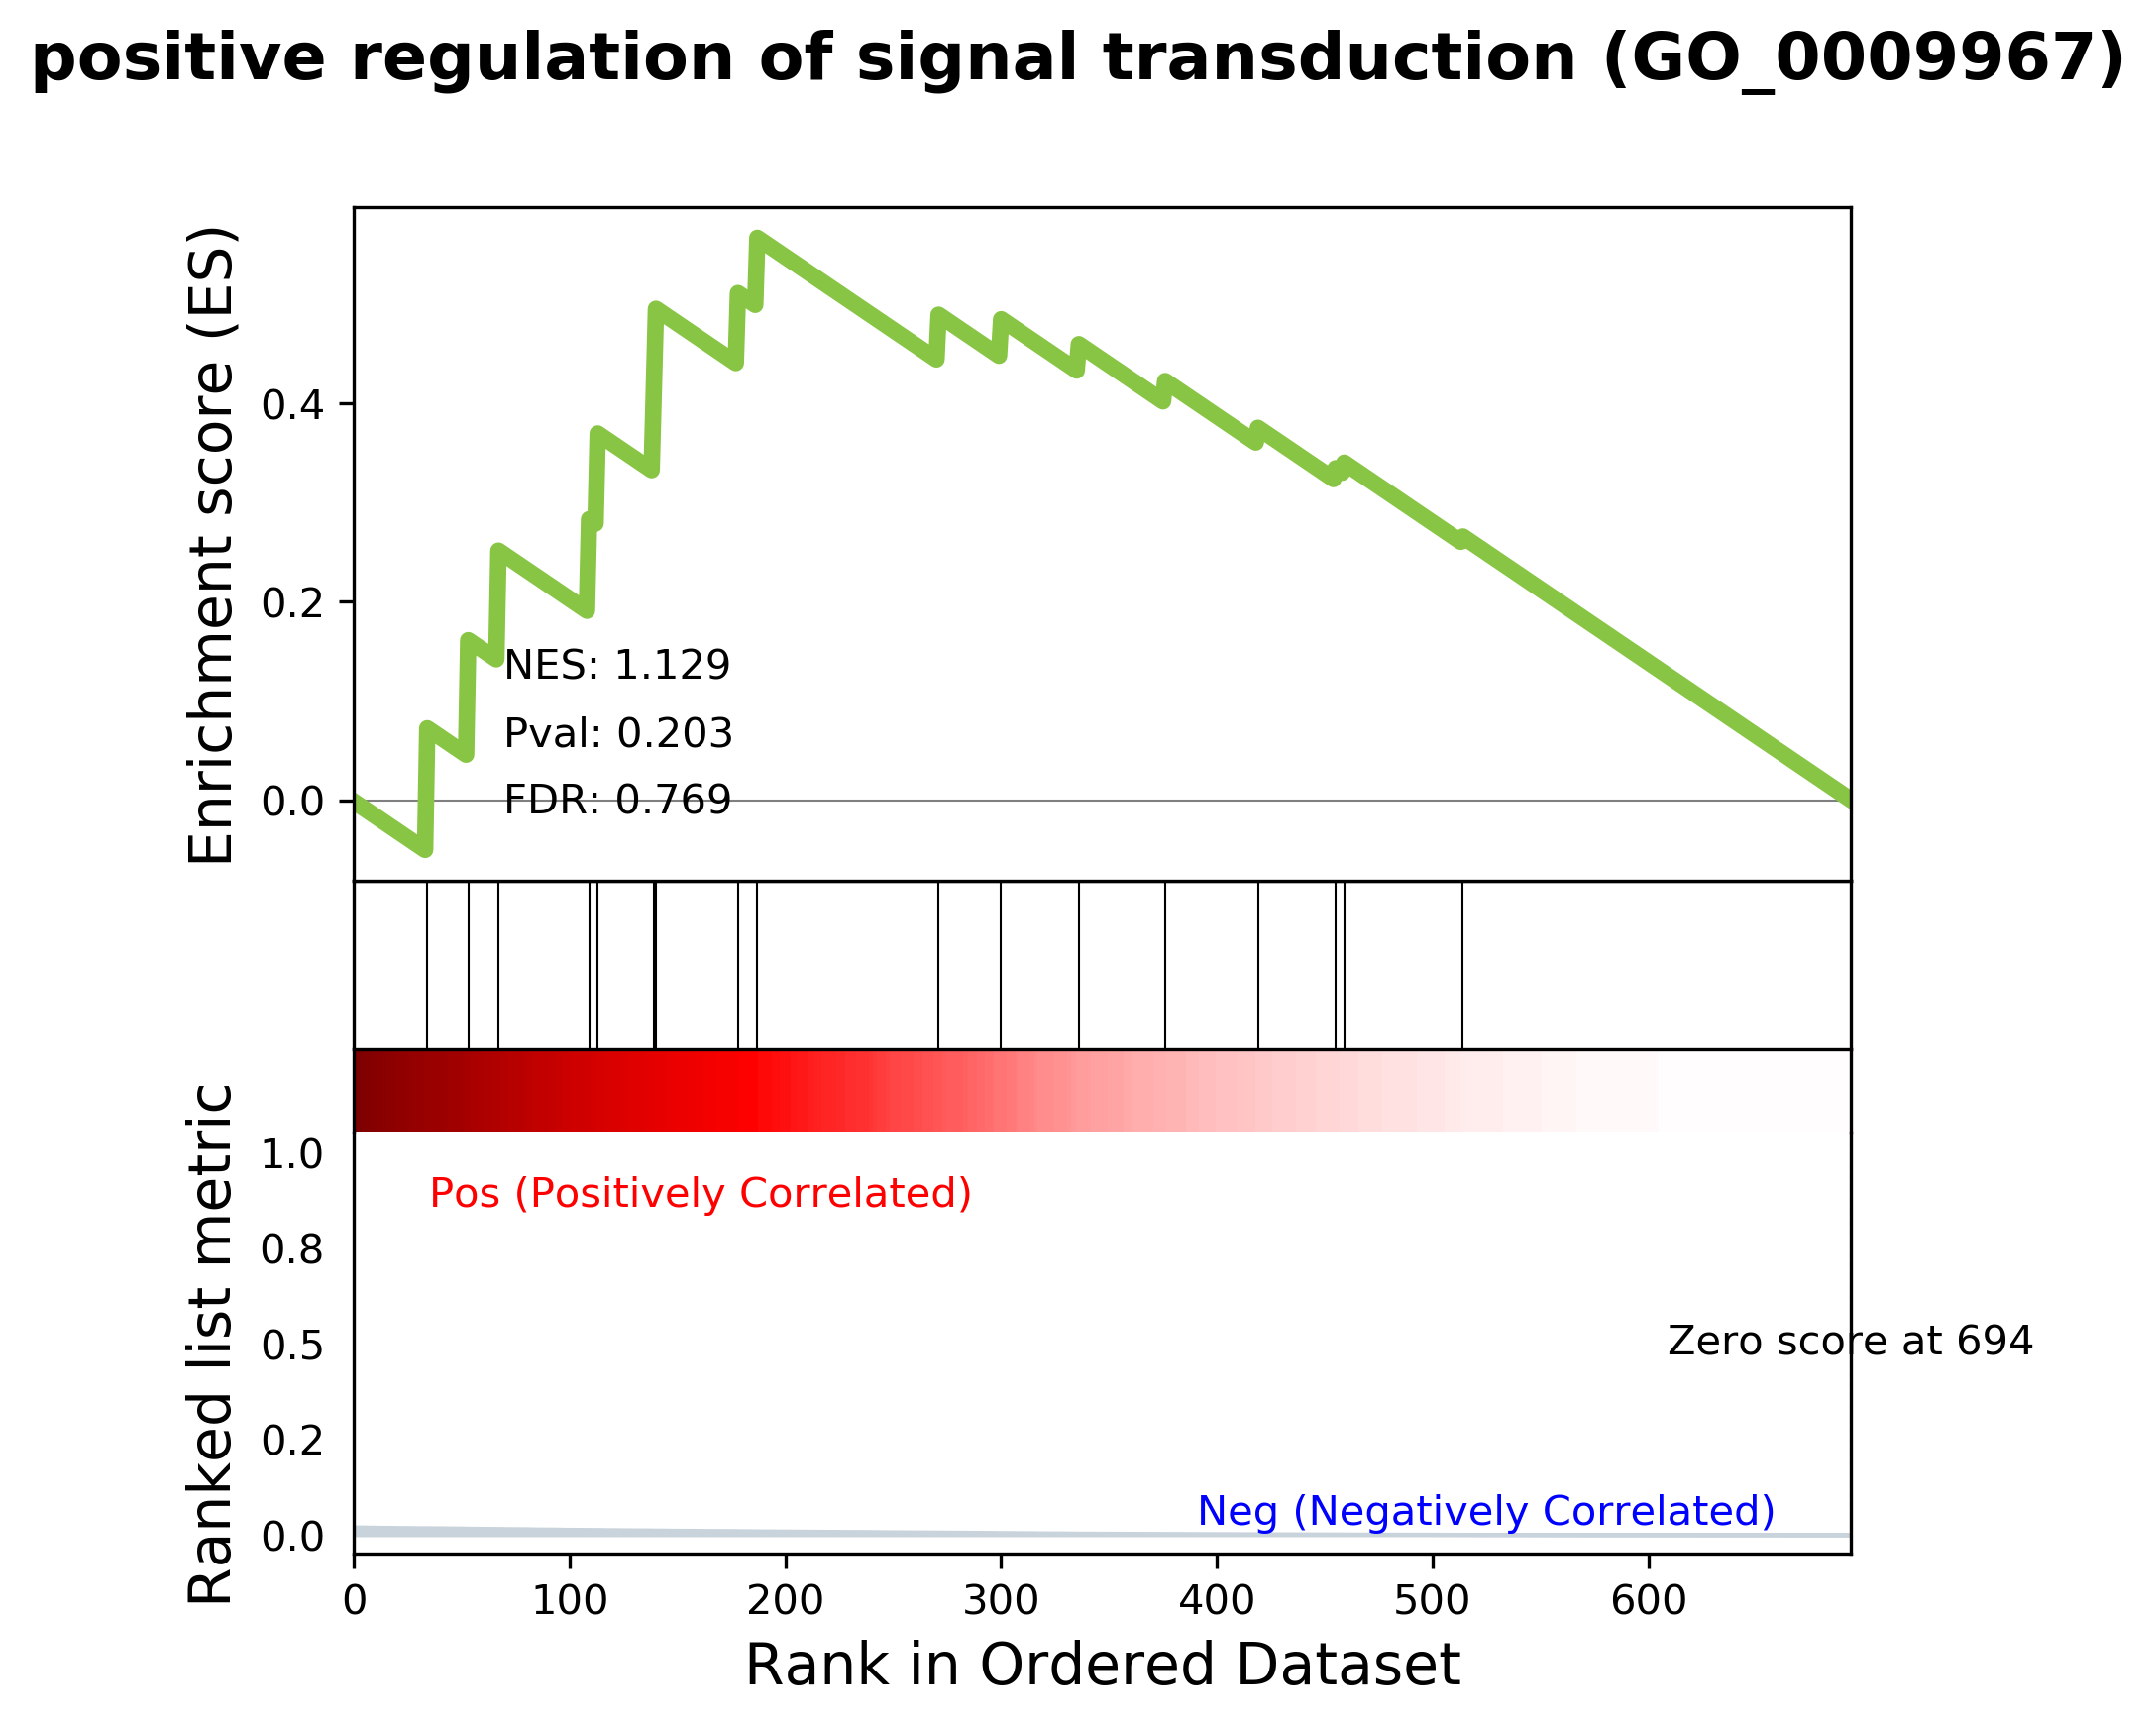 positive regulation of signal transduction (GO_0009967)
Enrichment score (ES)
0.4
0.2
0.0
NES: 1.129
Pval: 0.203
FDR: 0.769
Ranked list metric
1.0
0.8
0.5
0.2
0.0
Pos (Positively Correlated)
Zero score at 694
Neg (Negatively Correlated)
0 100 200 300 400 500 600
Rank in Ordered Dataset